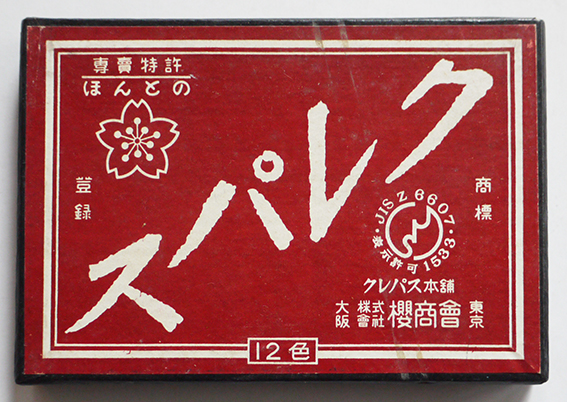 專賣特許
ほんとの
クレパス
登録
商標
JIS Z 6607
表示許可 1533
クレパス本舗
大阪 株式會社 櫻商會 東京
12色